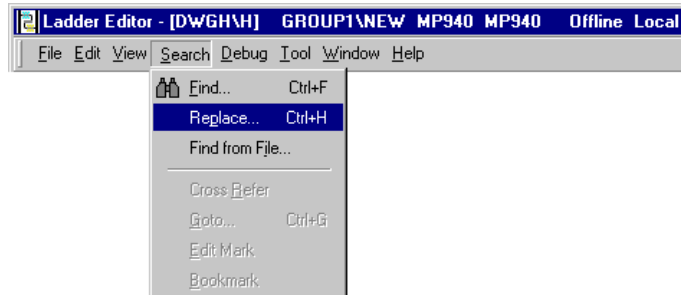 Ladder Editor - [DWGH\H] GROUP1\NEW MP940 MP940 Offline Local
File Edit View Search Debug Tool Window Help
Find... Ctrl+F
Replace... Ctrl+H
Find from File...
Cross Refer
Goto... Ctrl+G
Edit Mark
Bookmark